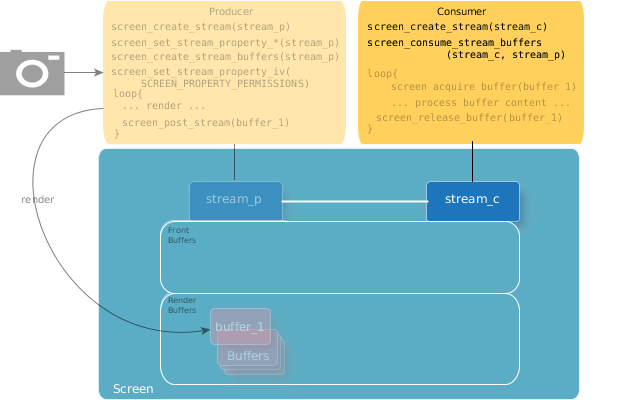 Producer
screen_create_stream(stream_p)
screen_set_stream_property_*(stream_p)
screen_create_stream_buffers(stream_p)
screen_set_stream_property_iv(
SCREEN_PROPERTY_PERMISSIONS)
loop{
... render ...
screen_post_stream(buffer_1)
}
Consumer
screen_create_stream(stream_c)
screen_consume_stream_buffers
(stream_c, stream_p)
loop{
screen acquire buffer(buffer 1)
... process buffer content ...
screen_release_buffer(buffer_1)
}
render
stream_p
stream_c
Front
Buffers
Render
Buffers
buffer_1
Buffers
Screen